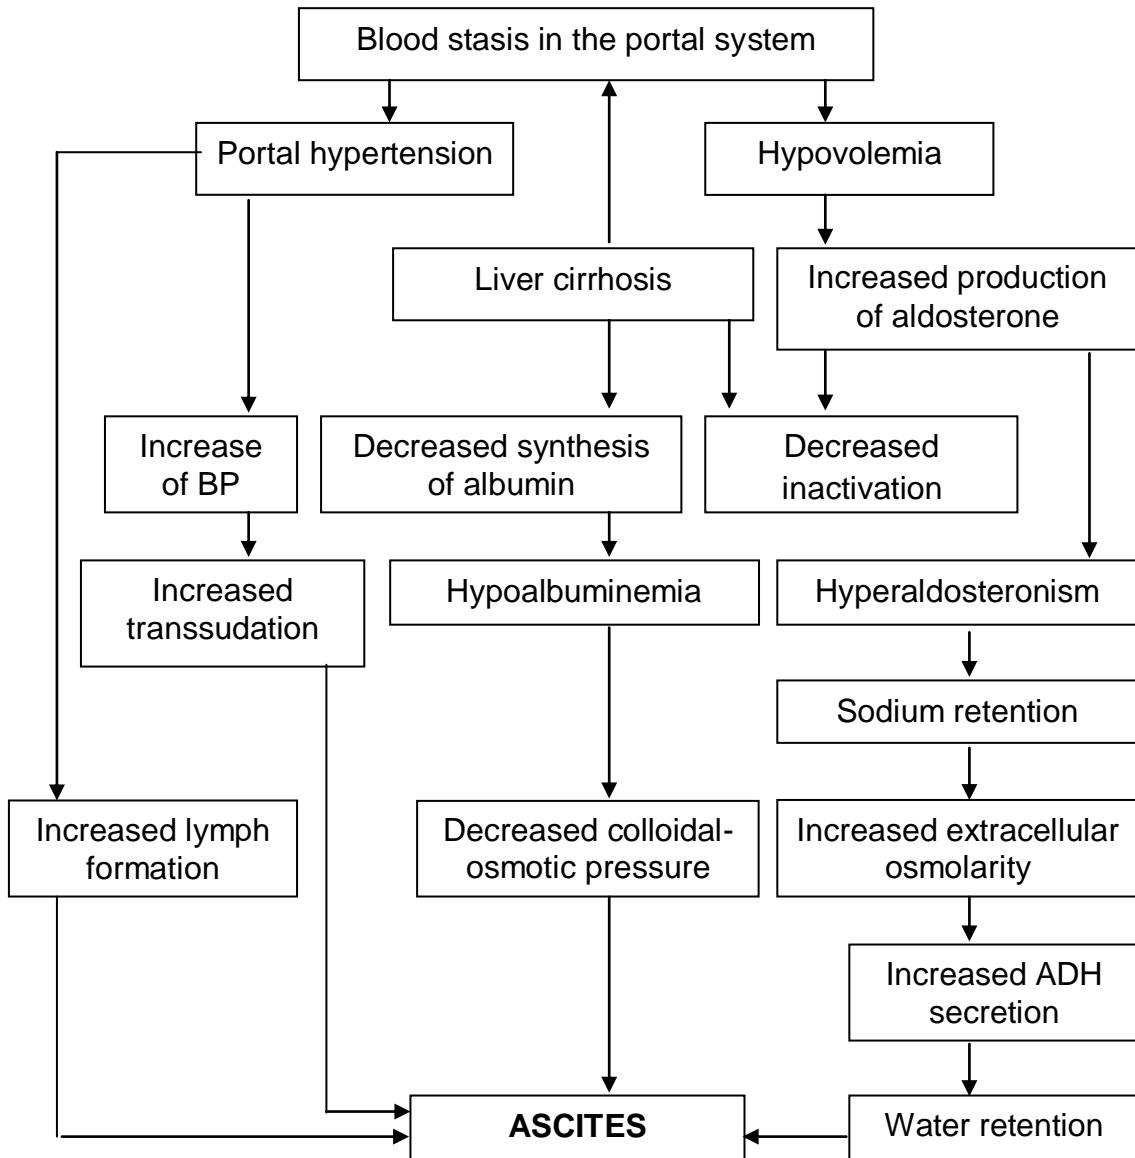 Blood stasis in the portal system
Portal hypertension
Hypovolemia
Liver cirrhosis
Increased production
of aldosterone
Increase
of BP
Decreased synthesis
of albumin
Decreased
inactivation
Increased
transsudation
Hypoalbuminemia
Hyperaldosteronism
Sodium retention
Increased lymph
formation
Decreased colloidal-
osmotic pressure
Increased extracellular
osmolarity
Increased ADH
secretion
ASCITES
Water retention